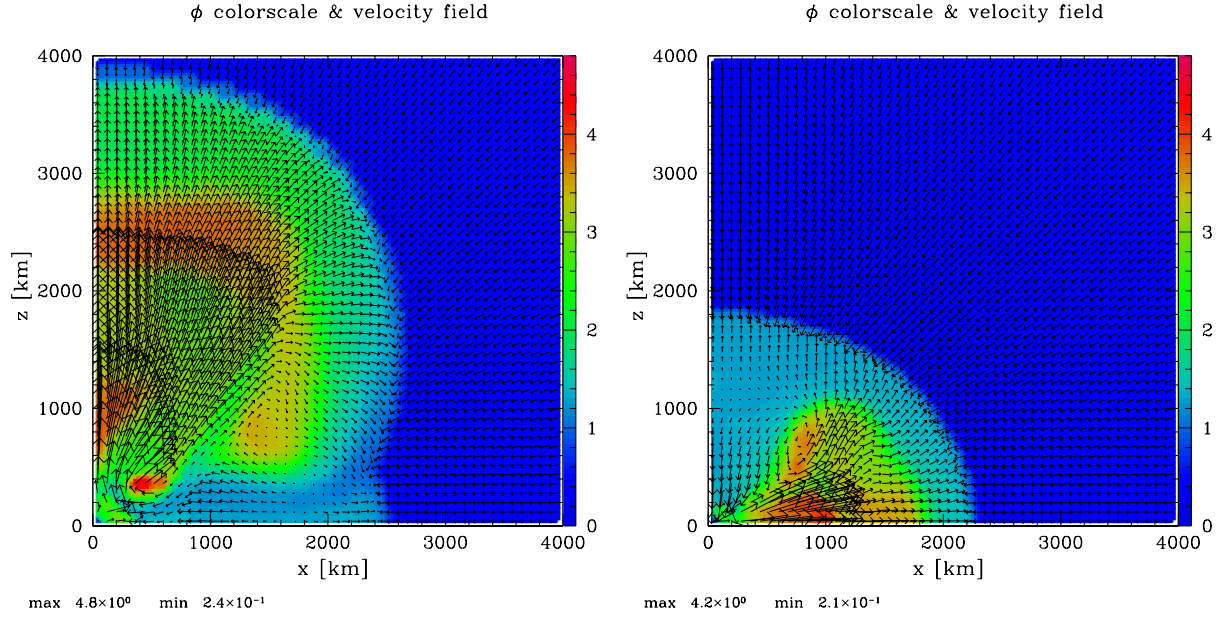 ϕ colorscale & velocity field
4000
3000
2000
1000
0
z [km]
0 1000 2000 3000 4000
x [km]
4
3
2
1
0
max 4.8×10⁰ min 2.4×10⁻¹
ϕ colorscale & velocity field
4000
3000
2000
1000
0
z [km]
0 1000 2000 3000 4000
x [km]
4
3
2
1
0
max 4.2×10⁰ min 2.1×10⁻¹